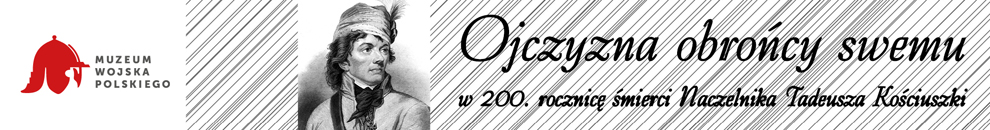 MUZEUM
WOJSKA
POLSKIEGO
Ojczyzna obrońcy swemu
w 200. rocznicę śmierci Naczelnika Tadeusza Kościuszki